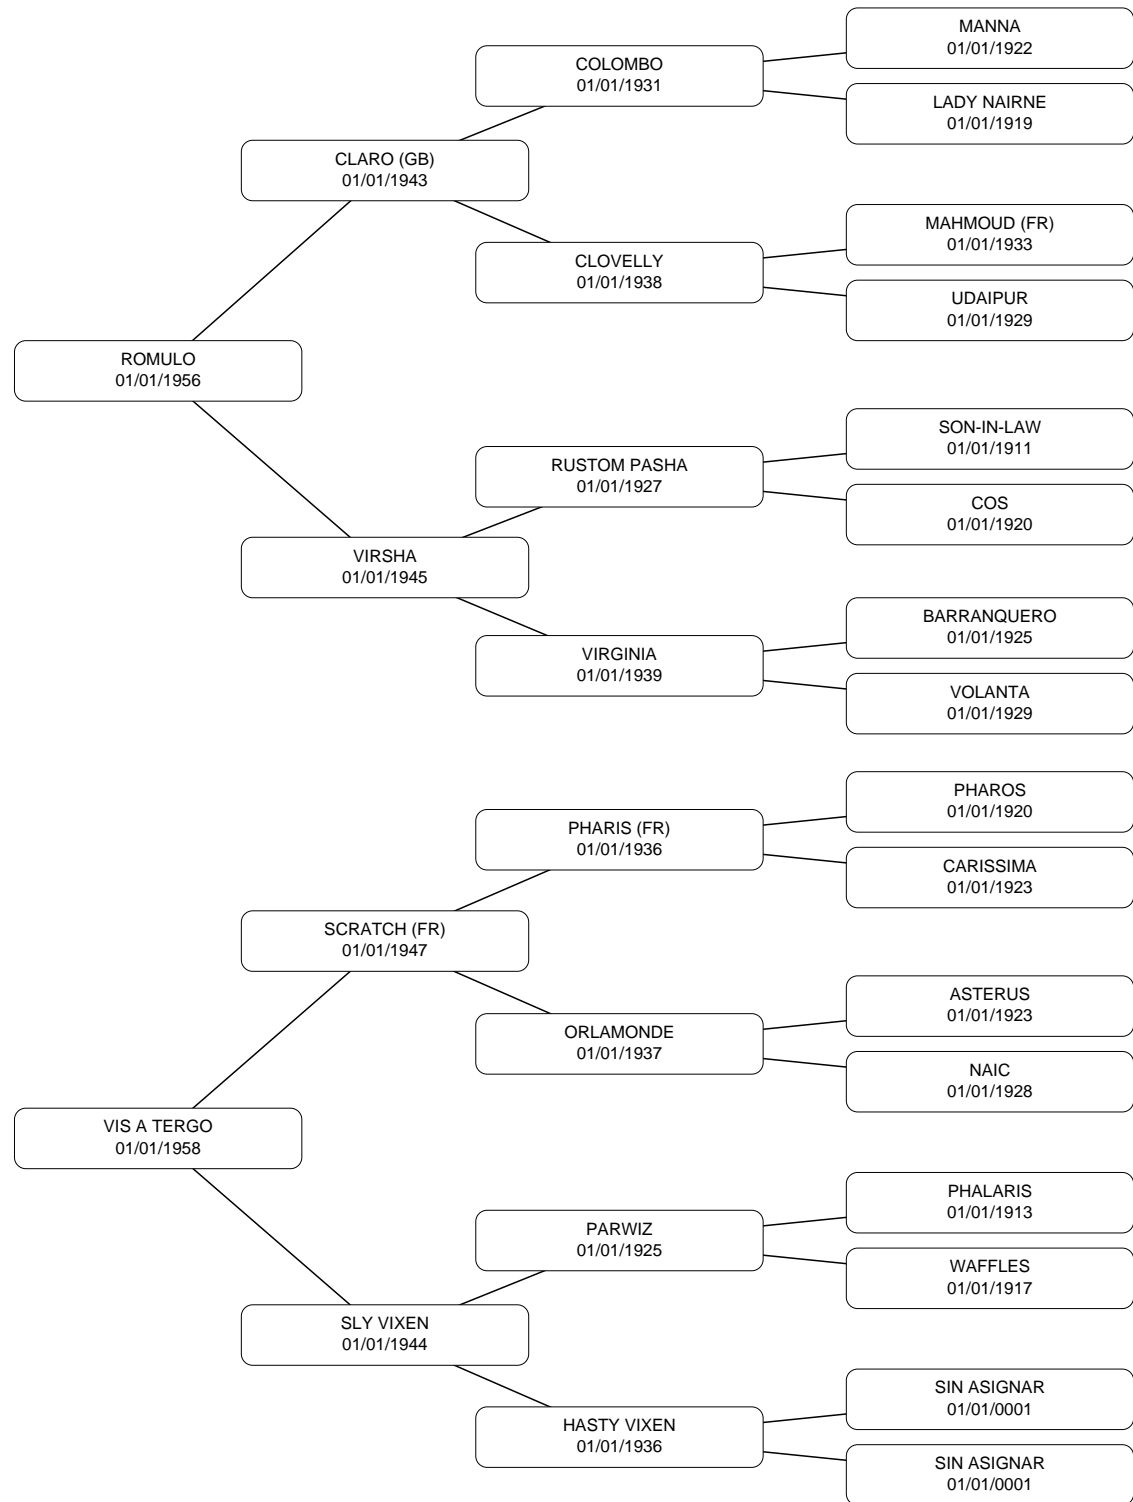 MANNA
01/01/1922
COLOMBO
01/01/1931
LADY NAIRNE
01/01/1919
CLARO (GB)
01/01/1943
MAHMOUD (FR)
01/01/1933
CLOVELLY
01/01/1938
UDAIPUR
01/01/1929
ROMULO
01/01/1956
SON-IN-LAW
01/01/1911
RUSTOM PASHA
01/01/1927
COS
01/01/1920
VIRSHA
01/01/1945
BARRANQUERO
01/01/1925
VIRGINIA
01/01/1939
VOLANTA
01/01/1929
PHAROS
01/01/1920
PHARIS (FR)
01/01/1936
CARISSIMA
01/01/1923
SCRATCH (FR)
01/01/1947
ASTERUS
01/01/1923
ORLAMONDE
01/01/1937
NAIC
01/01/1928
VIS A TERGO
01/01/1958
PHALARIS
01/01/1913
PARWIZ
01/01/1925
WAFFLES
01/01/1917
SLY VIXEN
01/01/1944
SIN ASIGNAR
01/01/0001
HASTY VIXEN
01/01/1936
SIN ASIGNAR
01/01/0001